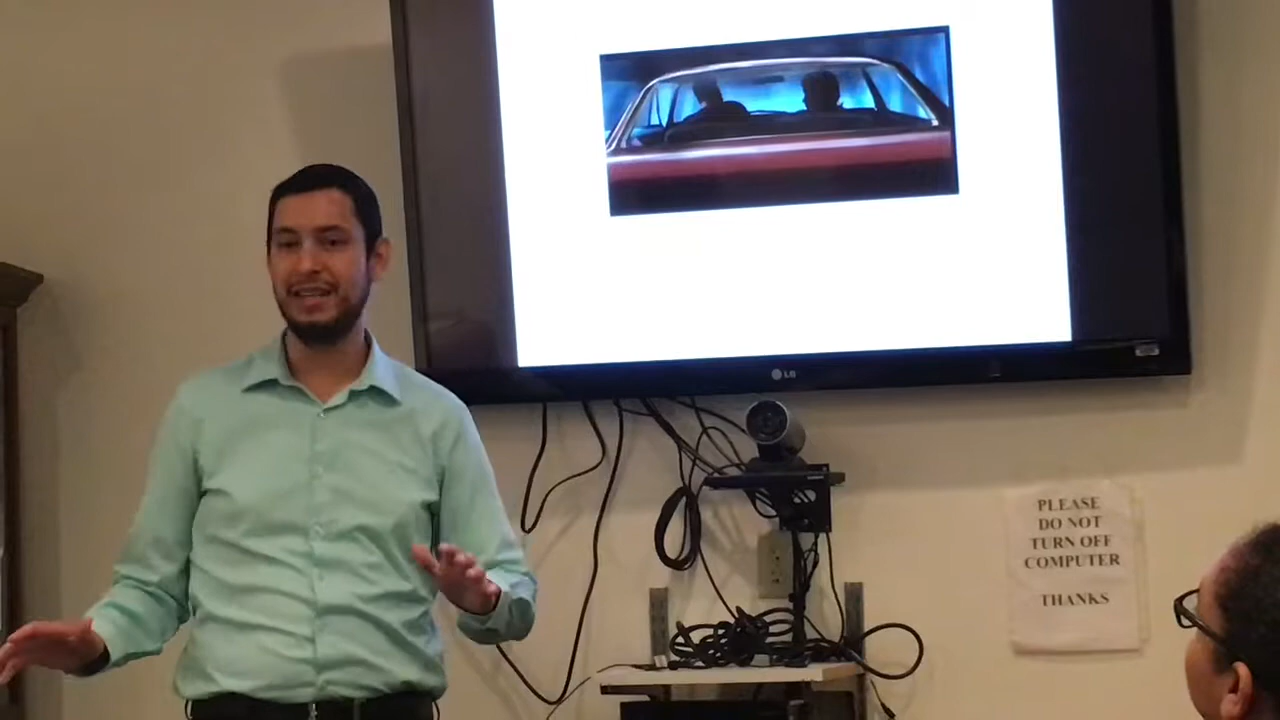 LG
PLEASE
DO NOT
TURN OFF
COMPUTER
THANKS